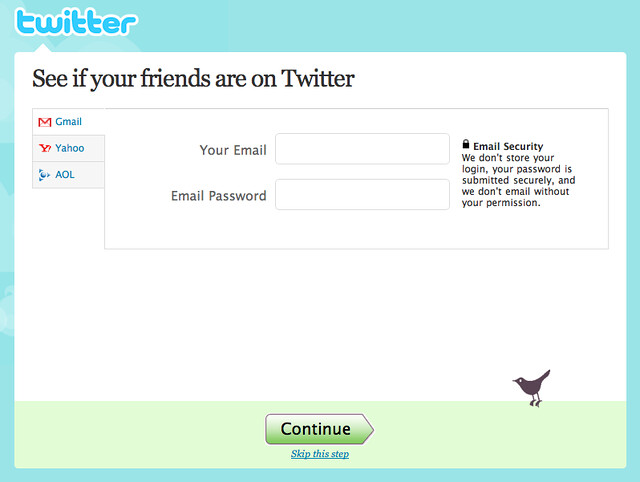 twitter
See if your friends are on Twitter
Gmail
Yahoo
AOL
Your Email
Email Password
Email Security
We don't store your
login, your password is
submitted securely, and
we don't email without
your permission.
Continue
Skip this step